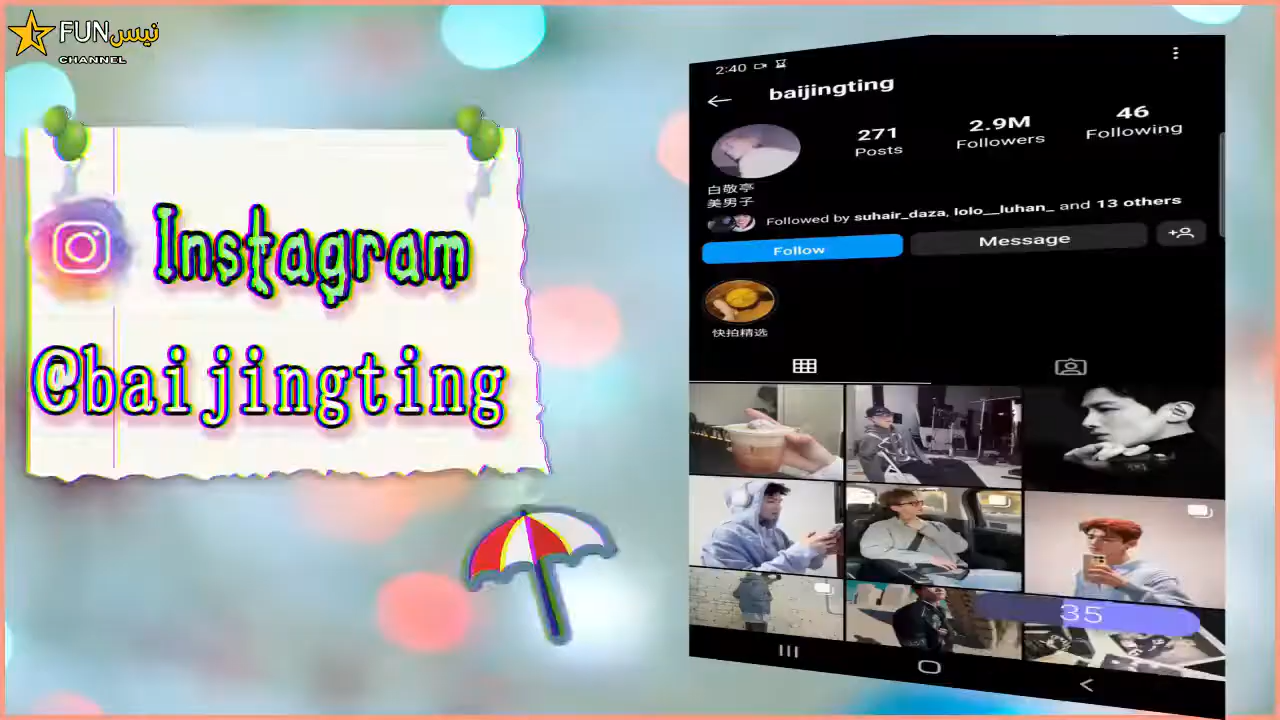 FUN نيس
CHANNEL
Instagram
@baijingting
2:40
baijingting
271
Posts
2.9M
Followers
46
Following
白敬亭
美男子
Followed by suhair_daza, lolo__luhan_ and 13 others
Follow
Message
快拍精选
35